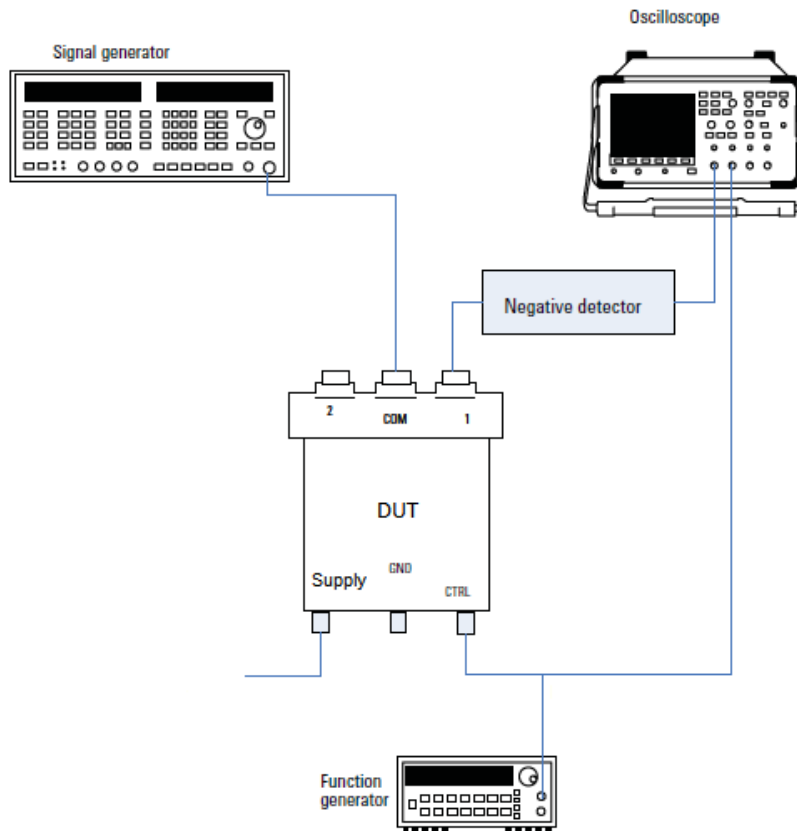 Oscilloscope
Signal generator
Negative detector
2
COM
1
DUT
GND
Supply
CTRL
Function
generator